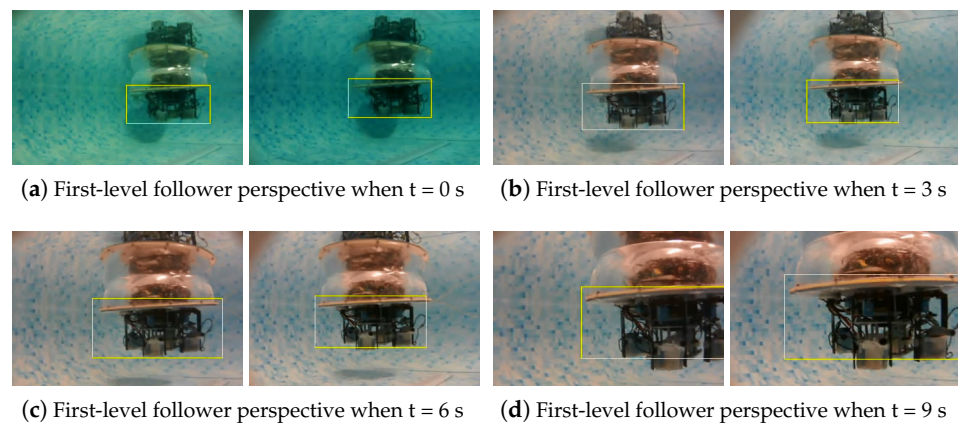 (a) First-level follower perspective when t = 0 s
(b) First-level follower perspective when t = 3 s
(c) First-level follower perspective when t = 6 s
(d) First-level follower perspective when t = 9 s